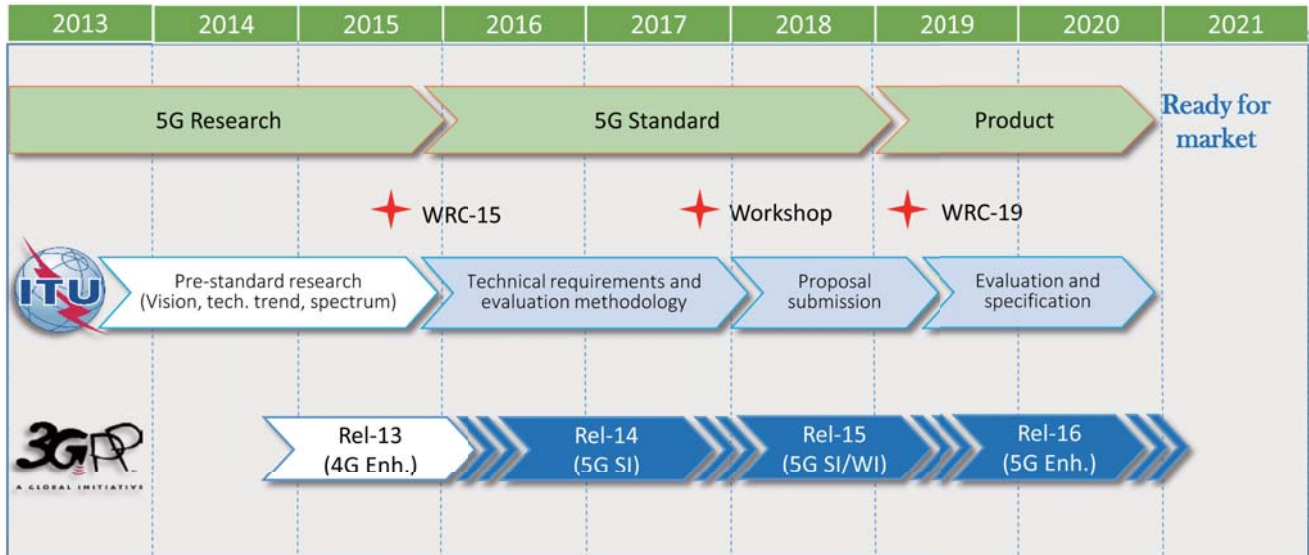 2013 2014 2015 2016 2017 2018 2019 2020 2021
5G Research
5G Standard
Product
Ready for
market
WRC-15
Workshop
WRC-19
ITU
Pre-standard research
(Vision, tech. trend, spectrum)
Technical requirements and
evaluation methodology
Proposal
submission
Evaluation and
specification
3GPP
A GLOBAL INITIATIVE
Rel-13
(4G Enh.)
Rel-14
(5G SI)
Rel-15
(5G SI/WI)
Rel-16
(5G Enh.)